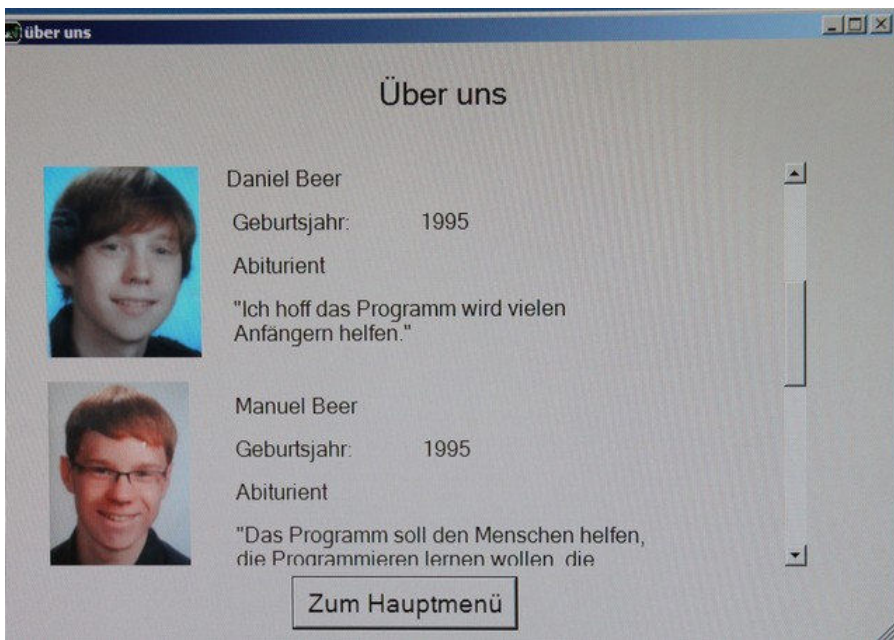 über uns
Über uns
Daniel Beer
Geburtsjahr: 1995
Abiturient
"Ich hoff das Programm wird vielen
Anfängern helfen."
Manuel Beer
Geburtsjahr: 1995
Abiturient
"Das Programm soll den Menschen helfen,
die Programmieren lernen wollen, die
Zum Hauptmenü